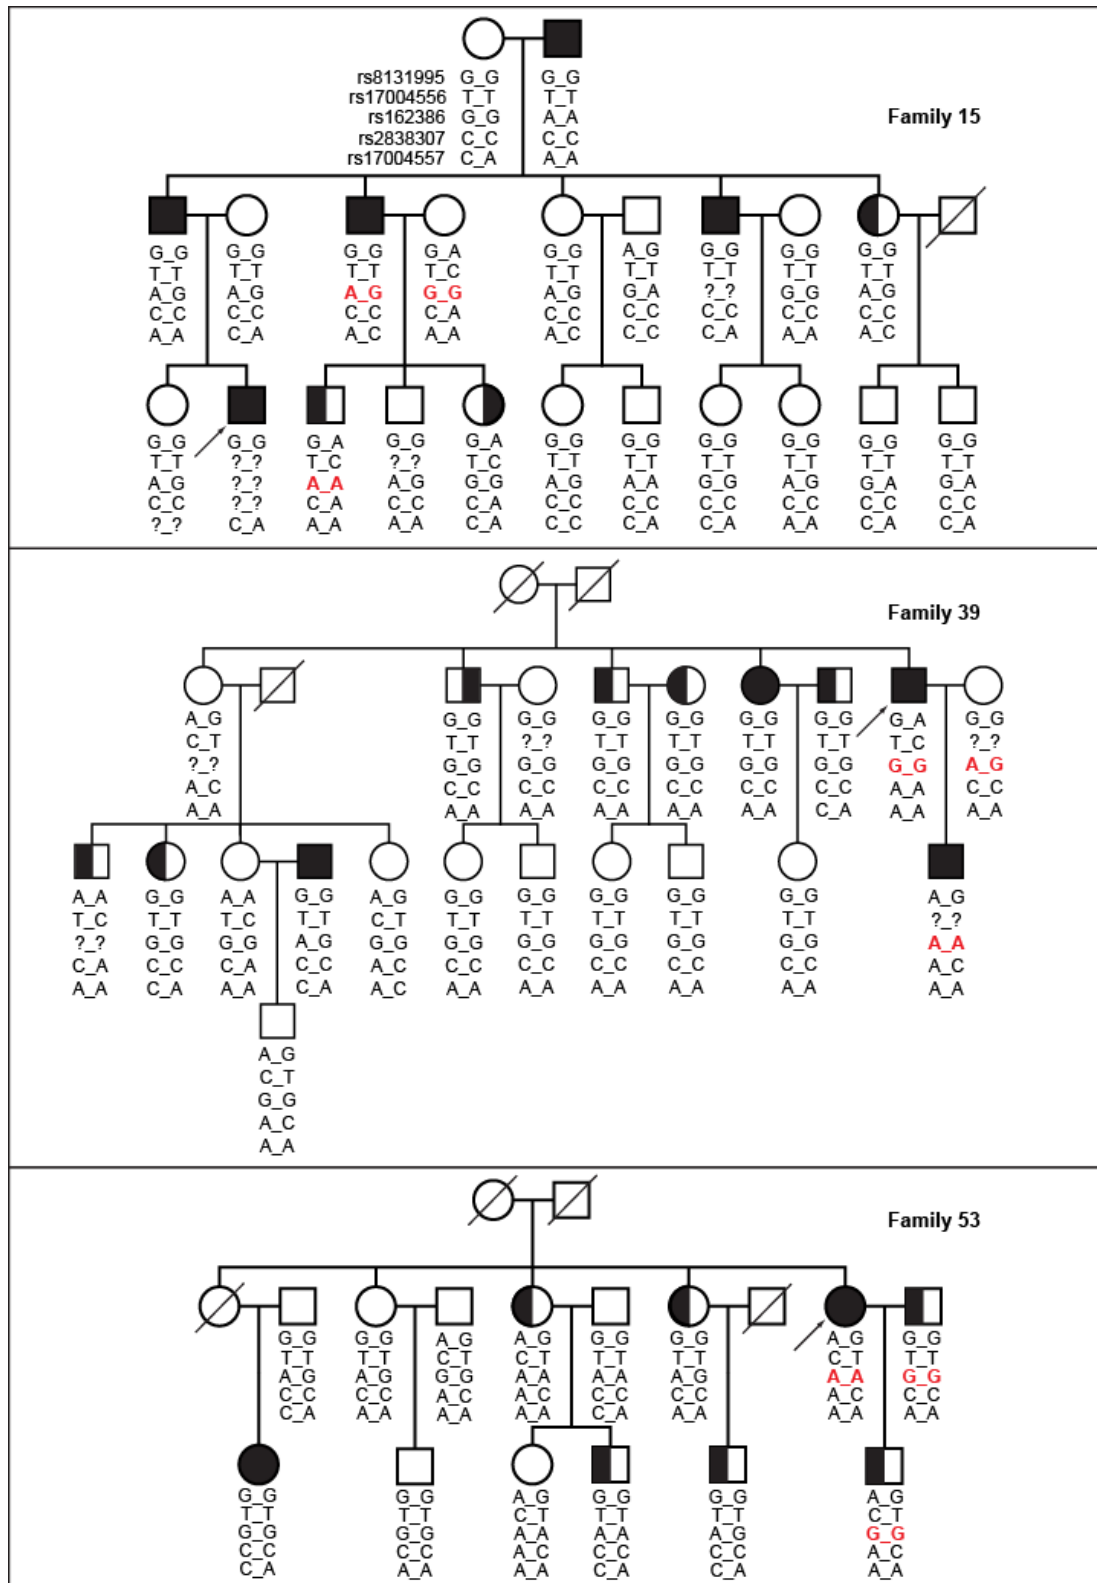 Family 15
rs8131995 G_G G_G
rs17004556 T_T T_T
rs162386 G_G A_A
rs2838307 C_C C_C
rs17004557 C_A A_A
G_G G_G G_G G_A G_G A_G G_G G_G G_G
T_T T_T T_T T_C T_T T_T T_T T_T T_T
A_G A_G A_G G_G A_G G_A ?_? G_G A_G
C_C C_C C_C C_A C_C C_C C_C C_C C_C
A_A C_A A_C A_A A_C C_C C_A C_A C_A
G_G G_G G_A G_G G_A G_G G_G G_G G_G G_G G_G
T_T ?_? T_C ?_? T_C T_T T_T T_T T_T T_T T_T
A_G ?_? A_A A_G G_G A_G A_A G_G A_G G_A G_A
C_C ?_? C_A C_C C_A C_C C_C C_C C_C C_C C_C
?_? C_A A_A A_A A_C C_C C_A C_A C_A C_A C_A
Family 39
A_G G_G G_G G_G G_G G_G G_G G_A G_G
C_T T_T ?_? T_T T_T T_T T_T T_C ?_?
?_? G_G G_G G_G G_G G_G G_G G_G A_G
A_C C_C C_C C_C C_C C_C C_C A_A C_C
A_A A_A A_A A_A A_A A_A C_A A_A A_A
A_A G_G A_A G_G A_G G_G G_G G_G G_G G_G A_G
T_C T_T T_C T_T C_T T_T T_T T_T T_T T_T ?_?
?_? G_G G_G A_G G_G G_G G_G G_G G_G G_G A_A
C_A C_C C_A C_C A_C C_C C_C C_C C_C C_C A_C
A_A C_A A_A C_A A_C A_A A_A A_A A_A A_A A_A
A_G
C_T
G_G
A_C
A_A
Family 53
G_G G_G A_G A_G G_G G_G A_G G_G
T_T T_T C_T C_T T_T T_T C_T T_T
A_G A_G G_G A_A A_A A_G A_A G_G
C_C C_C A_C A_C C_C C_C A_C C_C
C_A A_A A_A A_A C_A A_A A_A A_A
G_G G_G A_G G_G G_G A_G
T_T T_T C_T T_T T_T C_T
G_G G_G A_A A_A A_G G_G
C_C C_C A_C C_C C_C A_C
C_A A_A A_A C_A C_A A_A